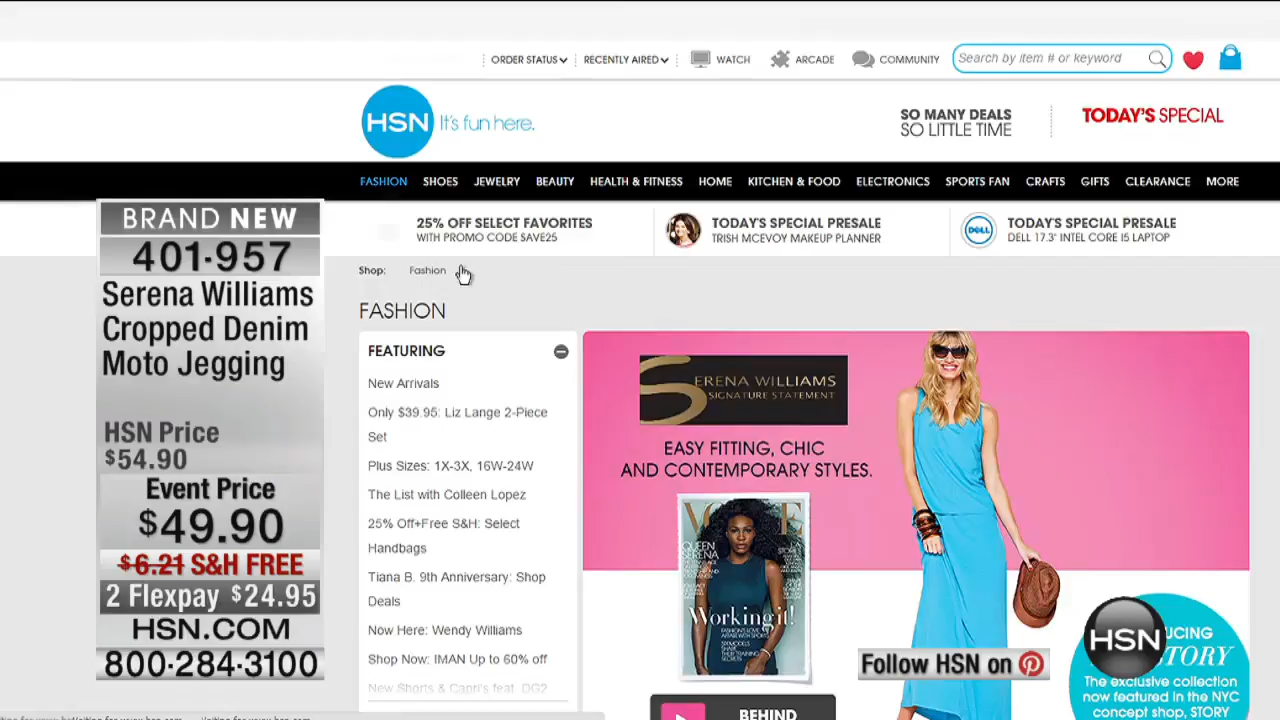 ORDER STATUS
RECENTLY AIRED
WATCH
ARCADE
COMMUNITY
Search by item # or keyword
HSN It's fun here.
SO MANY DEALS
SO LITTLE TIME
TODAY'S SPECIAL
FASHION SHOES JEWELRY BEAUTY HEALTH & FITNESS HOME KITCHEN & FOOD ELECTRONICS SPORTS FAN CRAFTS GIFTS CLEARANCE MORE
25% OFF SELECT FAVORITES
WITH PROMO CODE SAVE25
TODAY'S SPECIAL PRESALE
TRISH MCEVOY MAKEUP PLANNER
DELL
TODAY'S SPECIAL PRESALE
DELL 17.3" INTEL CORE I5 LAPTOP
BRAND NEW
401·957
Serena Williams
Cropped Denim
Moto Jegging
HSN Price
$54.90
Event Price
$49.90
$6.21 S&H FREE
2 Flexpay $24.95
HSN.COM
800·284·3100
Shop: Fashion
FASHION
FEATURING
New Arrivals
Only $39.95: Liz Lange 2-Piece
Set
Plus Sizes: 1X-3X, 16W-24W
The List with Colleen Lopez
25% Off+Free S&H: Select
Handbags
Tiana B. 9th Anniversary: Shop
Deals
Now Here: Wendy Williams
Shop Now: IMAN Up to 60% off
New Shorts & Capri's feat. DG2
SERENA WILLIAMS
SIGNATURE STATEMENT
EASY FITTING, CHIC
AND CONTEMPORARY STYLES.
VOGUE
QUEEN
SERENA
Working it!
BEHIND
Follow HSN on
HSN
UCING
STORY
The exclusive collection
now featured in the NYC
concept shop, STORY